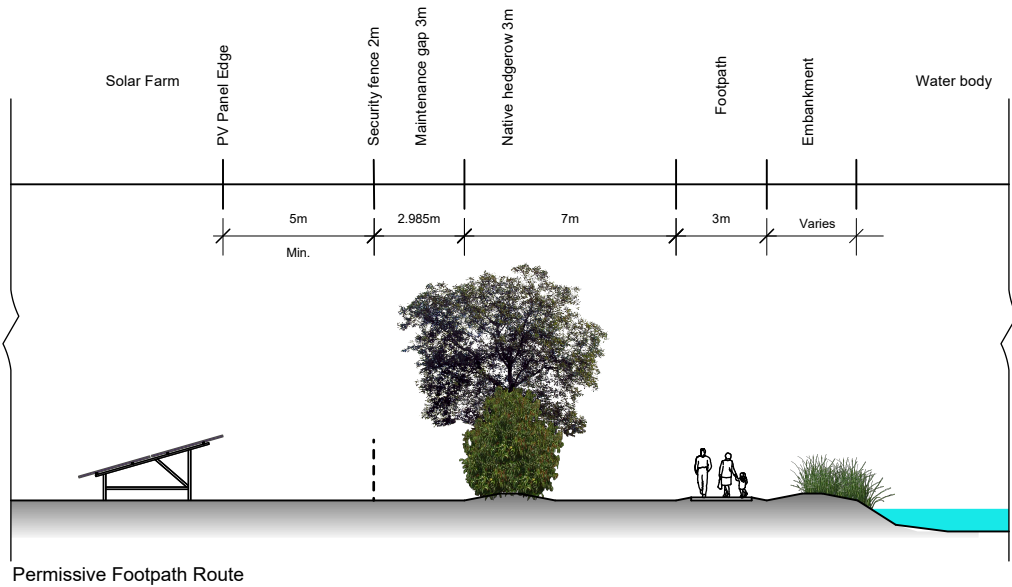 Solar Farm
PV Panel Edge
Security fence 2m
Maintenance gap 3m
Native hedgerow 3m
Footpath
Embankment
Water body
5m
Min.
2.985m
7m
3m
Varies
Permissive Footpath Route